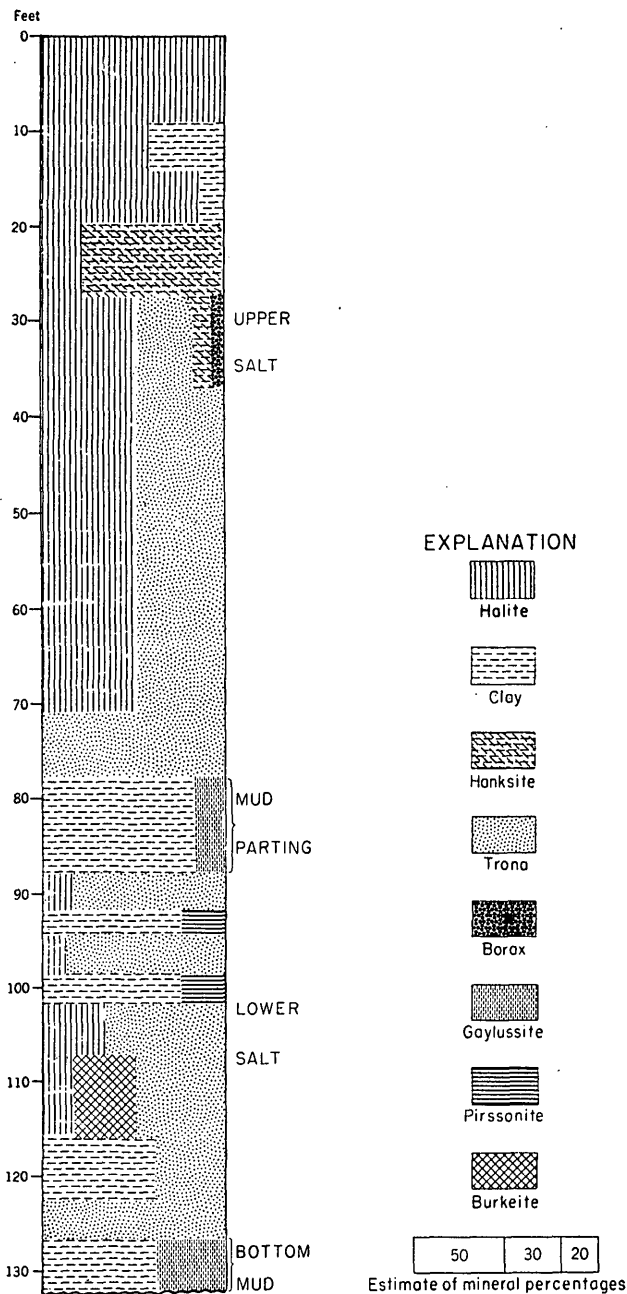 Feet
0
10
20
30
40
50
60
70
80
90
100
110
120
130
UPPER
SALT
MUD
PARTING
LOWER
SALT
BOTTOM
MUD
EXPLANATION
Halite
Clay
Hanksite
Trona
Borax
Gaylussite
Pirssonite
Burkeite
50 30 20
Estimate of mineral percentages